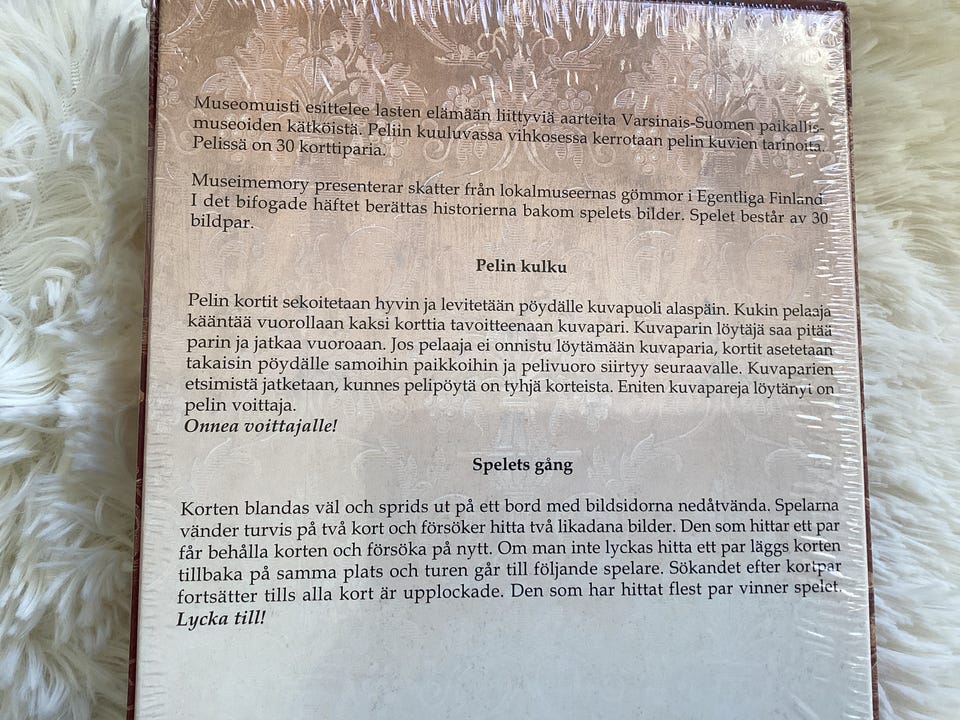 Museomuisti esittelee lasten elämään liittyviä aarteita Varsinais-Suomen paikallis-
museoiden kätköistä. Peliin kuuluvassa vihkosessa kerrotaan pelin kuvien tarinoita.
Pelissä on 30 korttiparia.
Museimemory presenterar skatter från lokalmuseernas gömmor i Egentliga Finland.
I det bifogade häftet berättas historierna bakom spelets bilder. Spelet består av 30
bildpar.
Pelin kulku
Pelin kortit sekoitetaan hyvin ja levitetään pöydälle kuvapuoli alaspäin. Kukin pelaaja
kääntää vuorollaan kaksi korttia tavoitteenaan kuvapari. Kuvaparin löytäjä saa pitää
parin ja jatkaa vuoroaan. Jos pelaaja ei onnistu löytämään kuvaparia, kortit asetetaan
takaisin pöydälle samoihin paikkoihin ja pelivuoro siirtyy seuraavalle. Kuvaparien
etsimistä jatketaan, kunnes pelipöytä on tyhjä korteista. Eniten kuvapareja löytänyt on
pelin voittaja.
Onnea voittajalle!
Spelets gång
Korten blandas väl och sprids ut på ett bord med bildsidorna nedåtvända. Spelarna
vänder turvis på två kort och försöker hitta två likadana bilder. Den som hittar ett par
får behålla korten och försöka på nytt. Om man inte lyckas hitta ett par läggs korten
tillbaka på samma plats och turen går till följande spelare. Sökandet efter kortpar
fortsätter tills alla kort är upplockade. Den som har hittat flest par vinner spelet.
Lycka till!